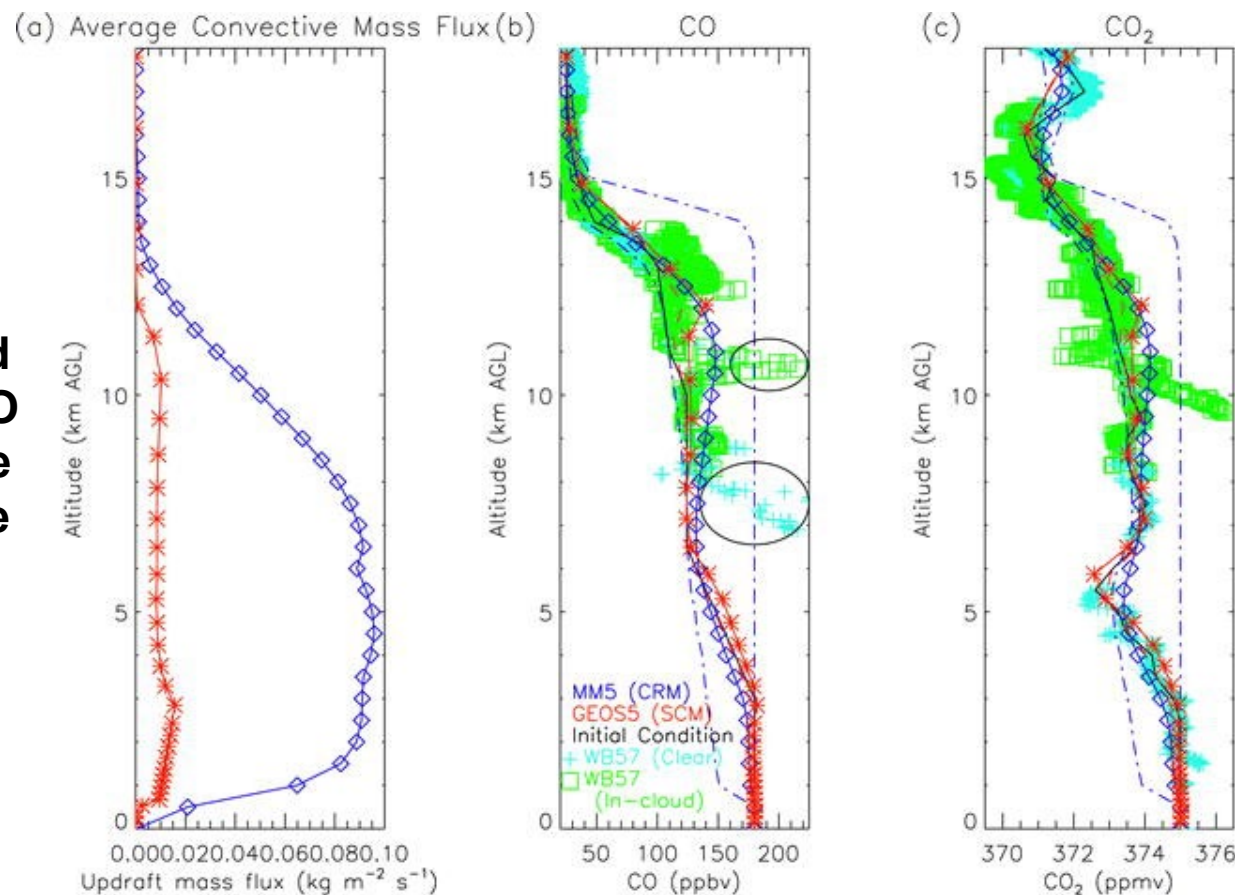 (a) Average Convective Mass Flux
(b) CO
(c) CO2
d
O
e
e
Altitude (km AGL)
15
10
5
0
0.000.020.040.060.080.10
Updraft mass flux (kg m-2 s-1)
Altitude (km AGL)
15
10
5
0
MM5 (CRM)
GEOS5 (SCM)
Initial Condition
+ WB57 (Clear)
WB57
(In-cloud)
50 100 150 200
CO (ppbv)
Altitude (km AGL)
15
10
5
0
370 372 374 376
CO2 (ppmv)